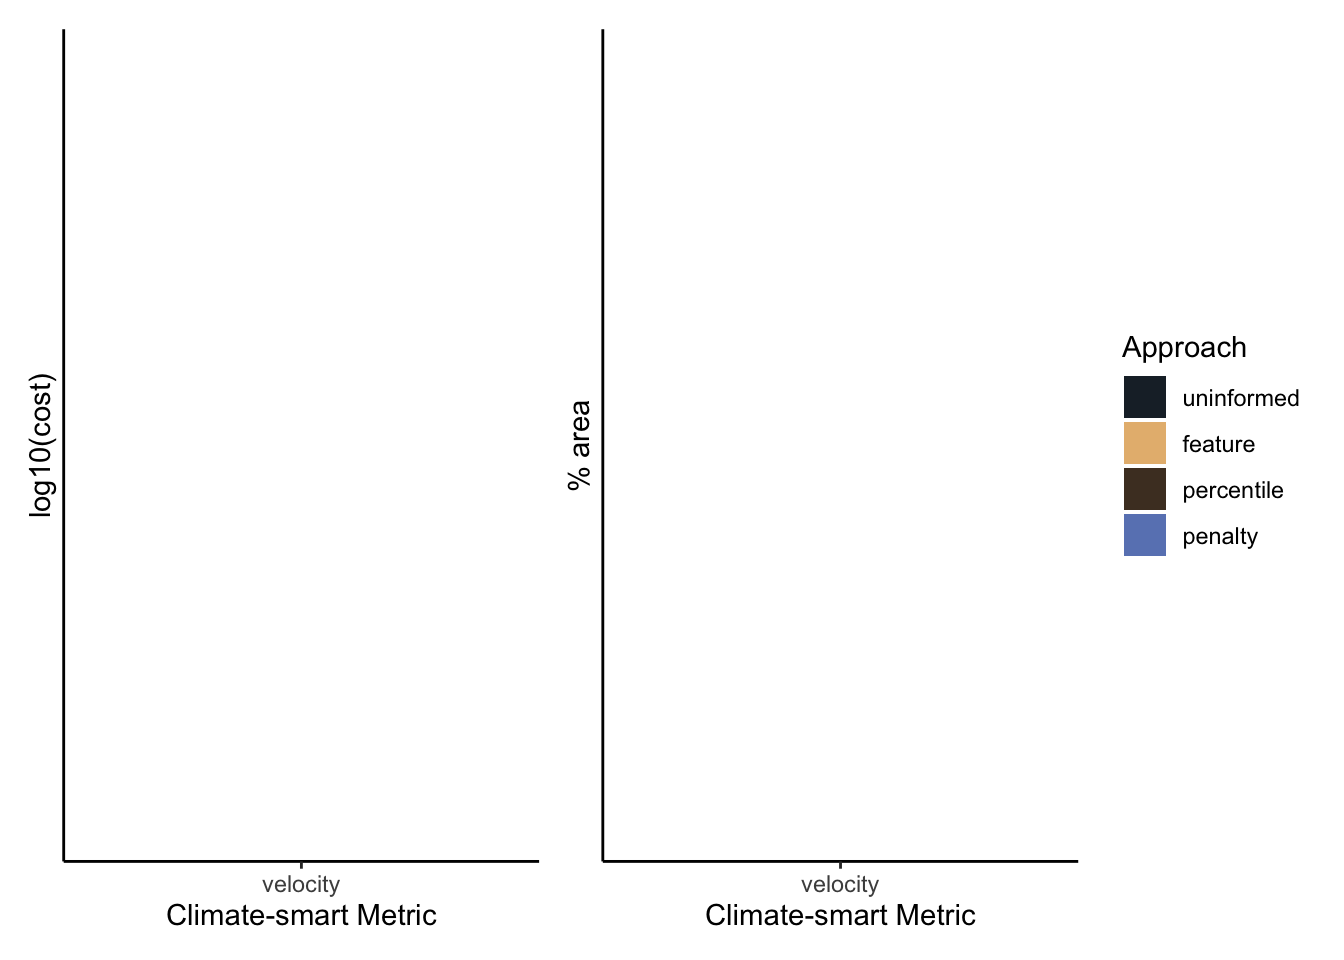 log10(cost)
velocity
Climate-smart Metric
% area
velocity
Climate-smart Metric
Approach
uninformed
feature
percentile
penalty